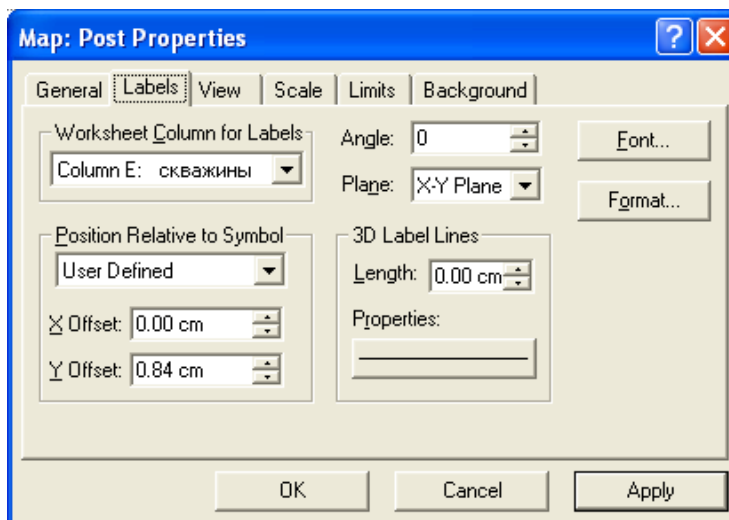 Map: Post Properties
General Labels View Scale Limits Background
Worksheet Column for Labels
Column E: скважины
Angle: 0
Plane: X-Y Plane
Font...
Format...
Position Relative to Symbol
User Defined
X Offset: 0.00 cm
Y Offset: 0.84 cm
3D Label Lines
Length: 0.00 cm
Properties:
OK Cancel Apply